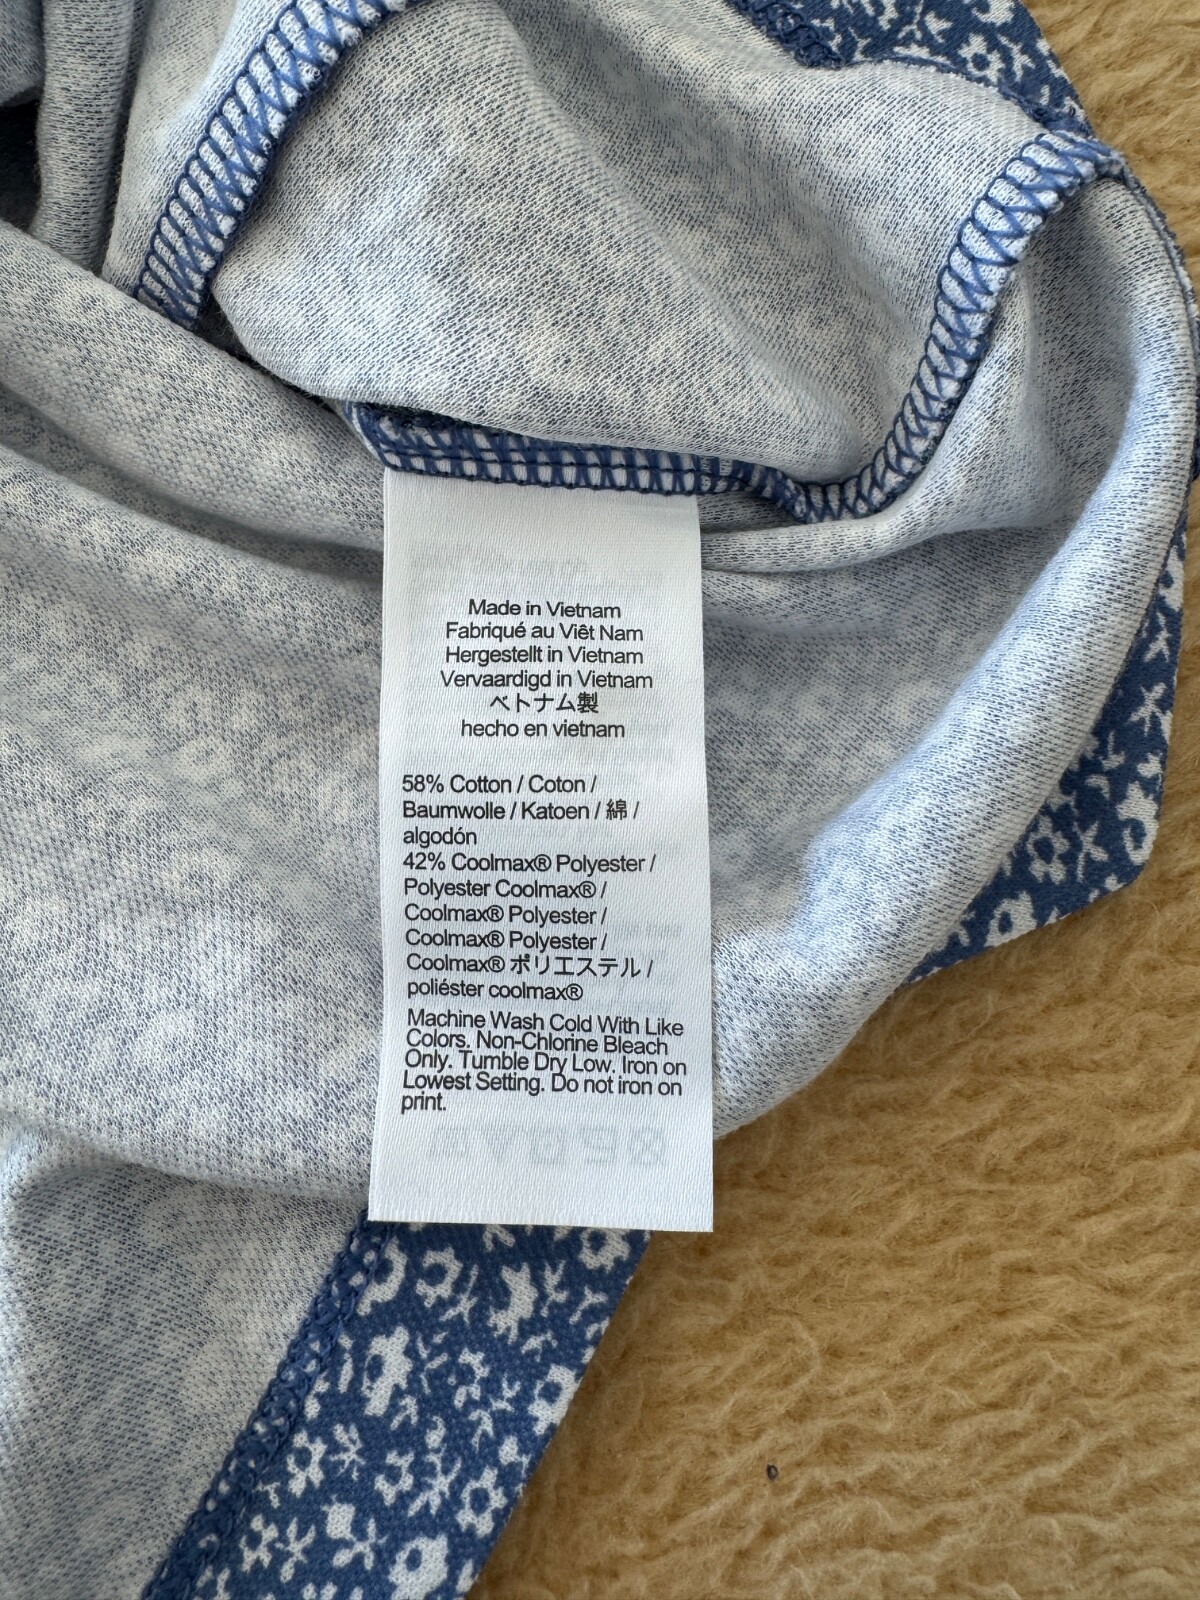 Made in Vietnam
Fabriqué au Viêt Nam
Hergestellt in Vietnam
Vervaardigd in Vietnam
ベトナム製
hecho en vietnam
58% Cotton / Coton /
Baumwolle / Katoen / 綿 /
algodón
42% Coolmax® Polyester /
Polyester Coolmax® /
Coolmax® Polyester /
Coolmax® Polyester /
Coolmax® ポリエステル /
poliéster coolmax®
Machine Wash Cold With Like
Colors. Non-Chlorine Bleach
Only. Tumble Dry Low. Iron on
Lowest Setting. Do not iron on
print.